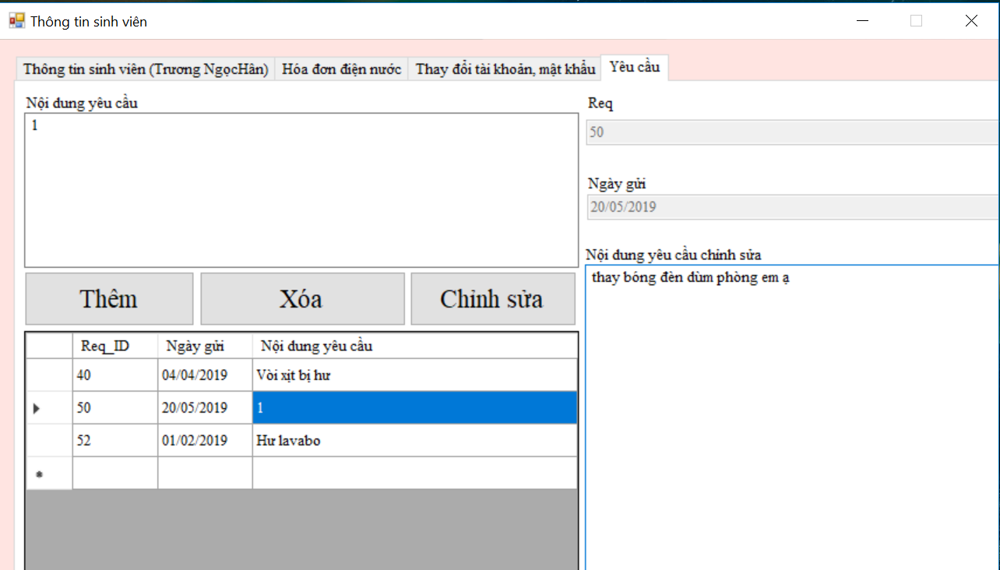 Thông tin sinh viên
Thông tin sinh viên (Trương NgọcHân) Hóa đơn điện nước Thay đổi tài khoản, mật khẩu Yêu cầu
Nội dung yêu cầu
1
Req
50
Ngày gửi
20/05/2019
Nội dung yêu cầu chỉnh sửa
thay bóng đèn dùm phòng em ạ
Thêm Xóa Chỉnh sửa
Req_ID Ngày gửi Nội dung yêu cầu
40 04/04/2019 Vòi xịt bị hư
50 20/05/2019 1
52 01/02/2019 Hư lavabo